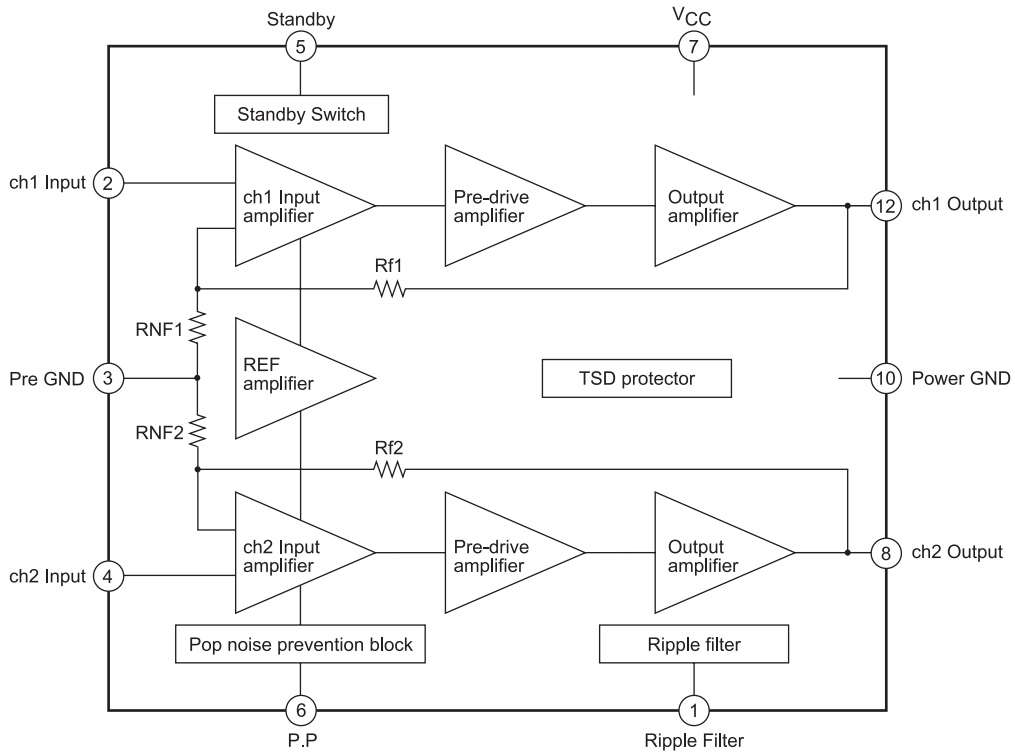 Standby
VCC
5
7
Standby Switch
ch1 Input
2
ch1 Input
amplifier
Pre-drive
amplifier
Output
amplifier
12
ch1 Output
Rf1
RNF1
Pre GND
3
REF
amplifier
TSD protector
10
Power GND
RNF2
Rf2
ch2 Input
4
ch2 Input
amplifier
Pre-drive
amplifier
Output
amplifier
8
ch2 Output
Pop noise prevention block
Ripple filter
6
1
P.P
Ripple Filter